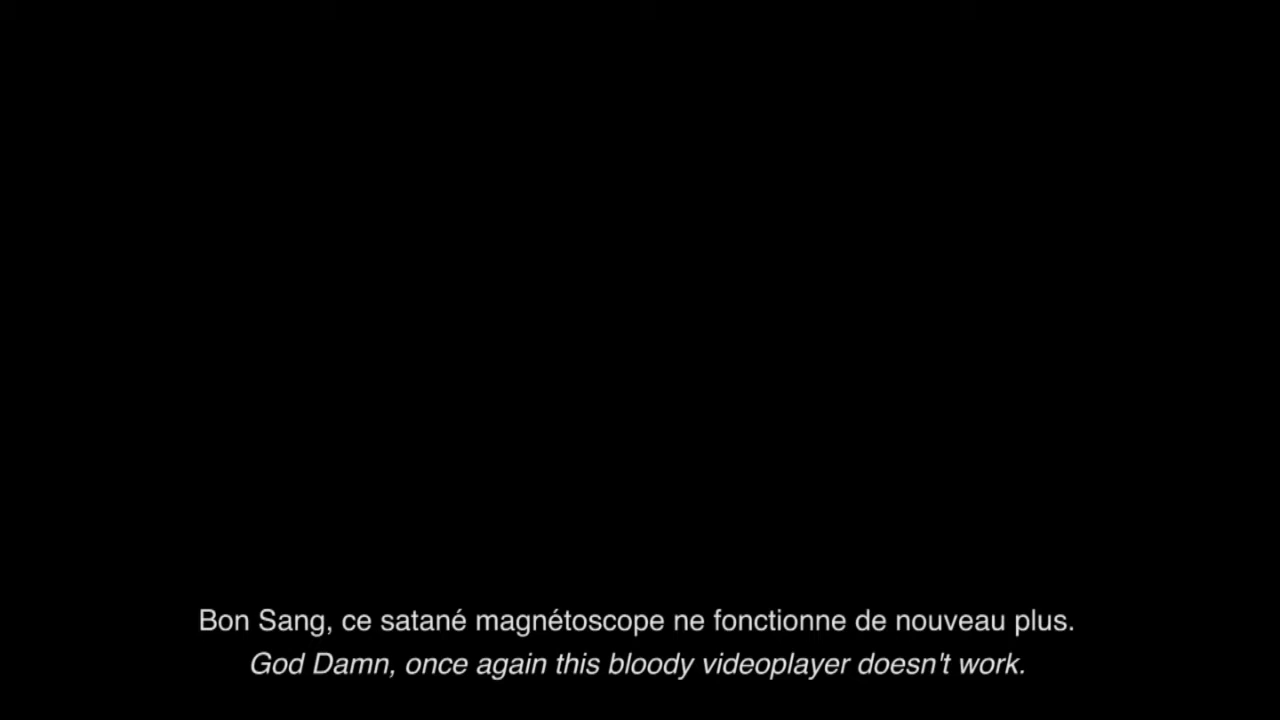 Bon Sang, ce satané magnétoscope ne fonctionne de nouveau plus.
God Damn, once again this bloody videoplayer doesn't work.